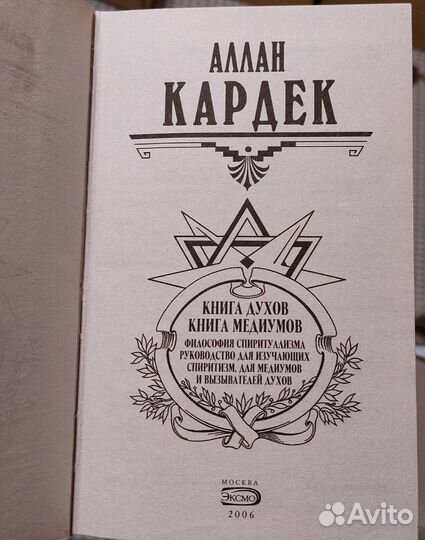 АЛЛАН
КАРДЕК
КНИГА ДУХОВ
КНИГА МЕДИУМОВ
ФИЛОСОФИЯ СПИРИТУАЛИЗМА
РУКОВОДСТВО ДЛЯ ИЗУЧАЮЩИХ
СПИРИТИЗМ, ДЛЯ МЕДИУМОВ
И ВЫЗЫВАТЕЛЕЙ ДУХОВ
МОСКВА
ЭКСМО
2006
Avito